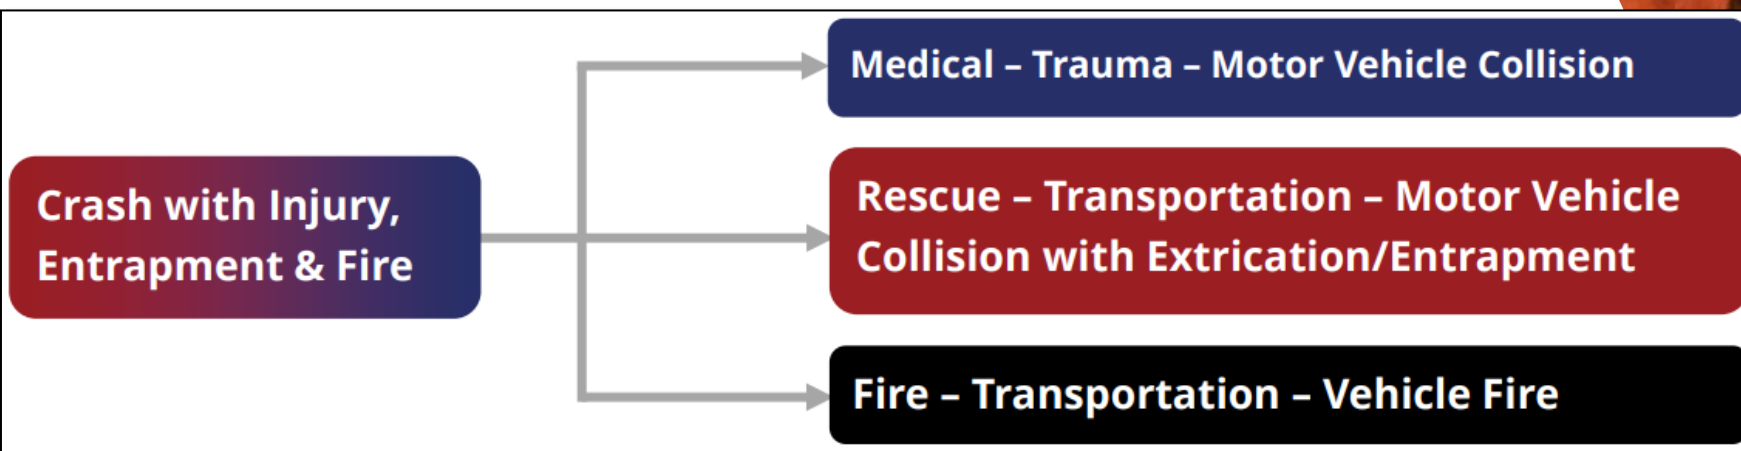 Medical – Trauma – Motor Vehicle Collision
Crash with Injury,
Entrapment & Fire
Rescue – Transportation – Motor Vehicle
Collision with Extrication/Entrapment
Fire – Transportation – Vehicle Fire